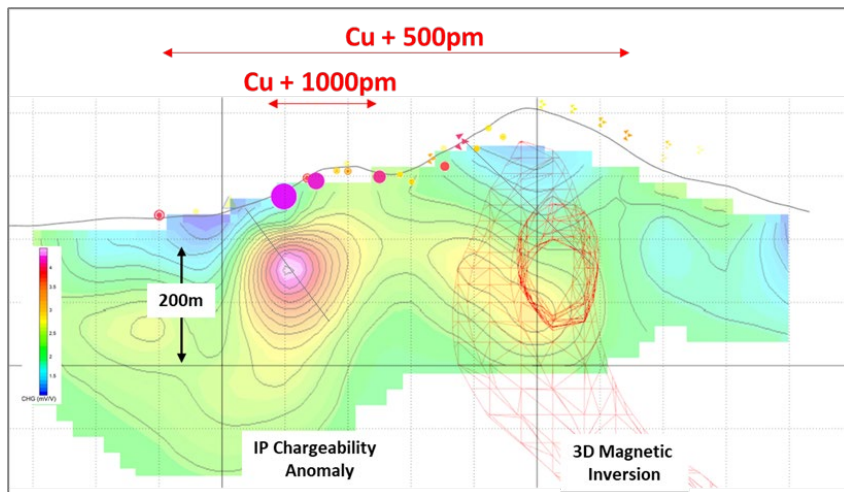 Cu + 500pm
Cu + 1000pm
200m
CHG (mV/V)
IP Chargeability
Anomaly
3D Magnetic
Inversion